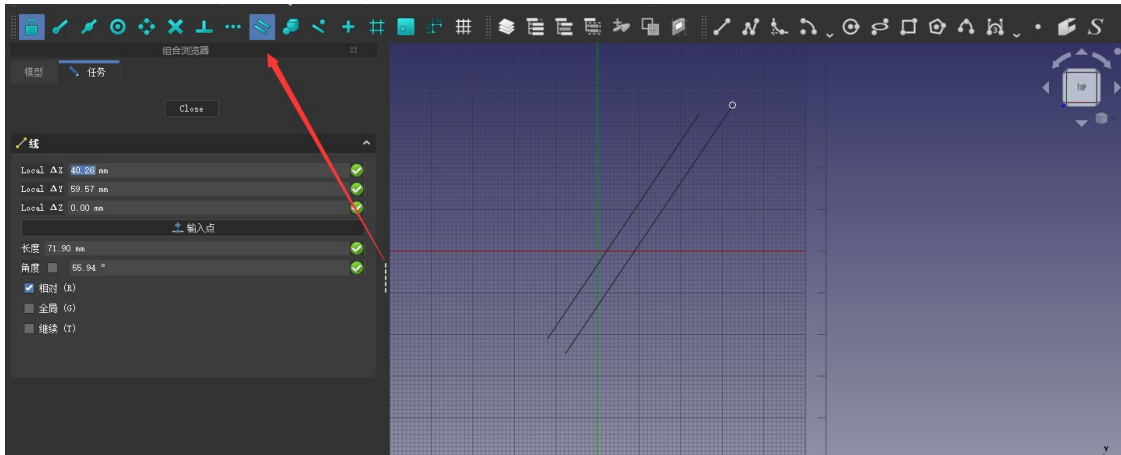 组合浏览器
模型
任务
Close
线
Local ΔX 40.26 mm
Local ΔY 59.57 mm
Local ΔZ 0.00 mm
输入点
长度 71.90 mm
角度 55.94 °
相对 (R)
全局 (G)
继续 (T)
TOP
S
Y